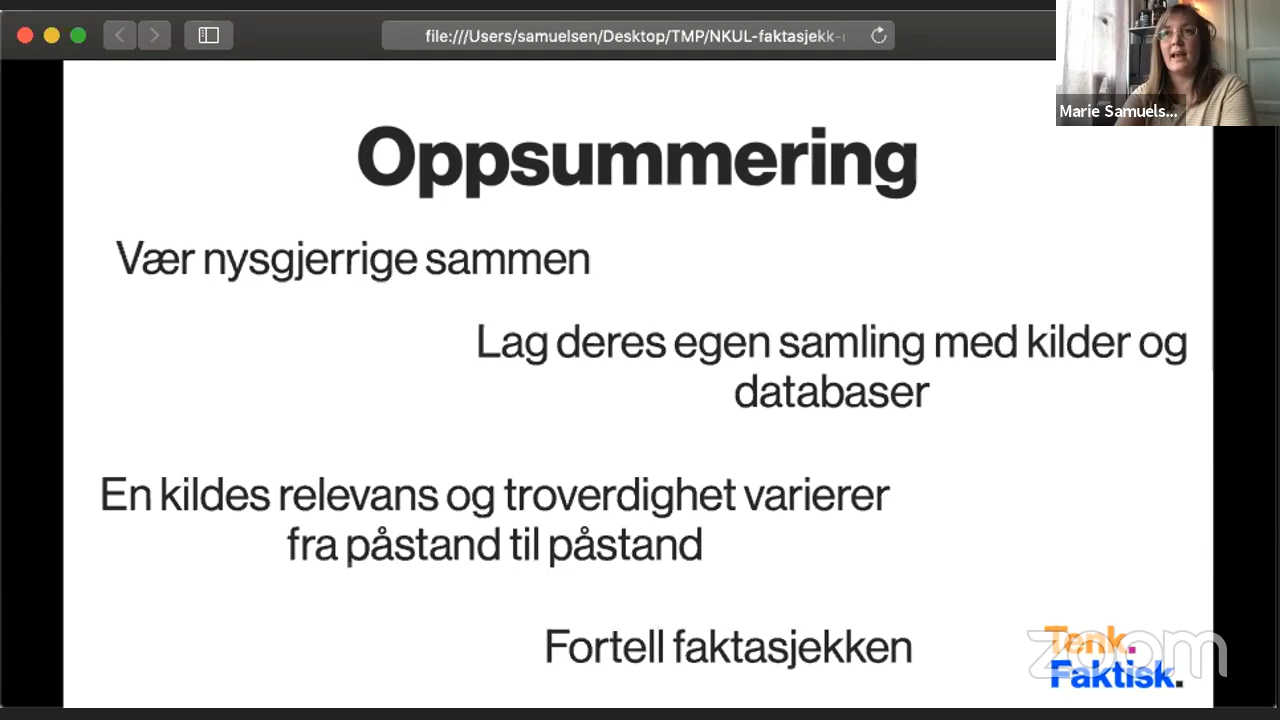 file:///Users/samuelsen/Desktop/TMP/NKUL-faktasjekk-
Marie Samuels...
Oppsummering
Vær nysgjerrige sammen
Lag deres egen samling med kilder og
databaser
En kildes relevans og troverdighet varierer
fra påstand til påstand
Fortell faktasjekken
Tenk.
Faktisk.
zoom